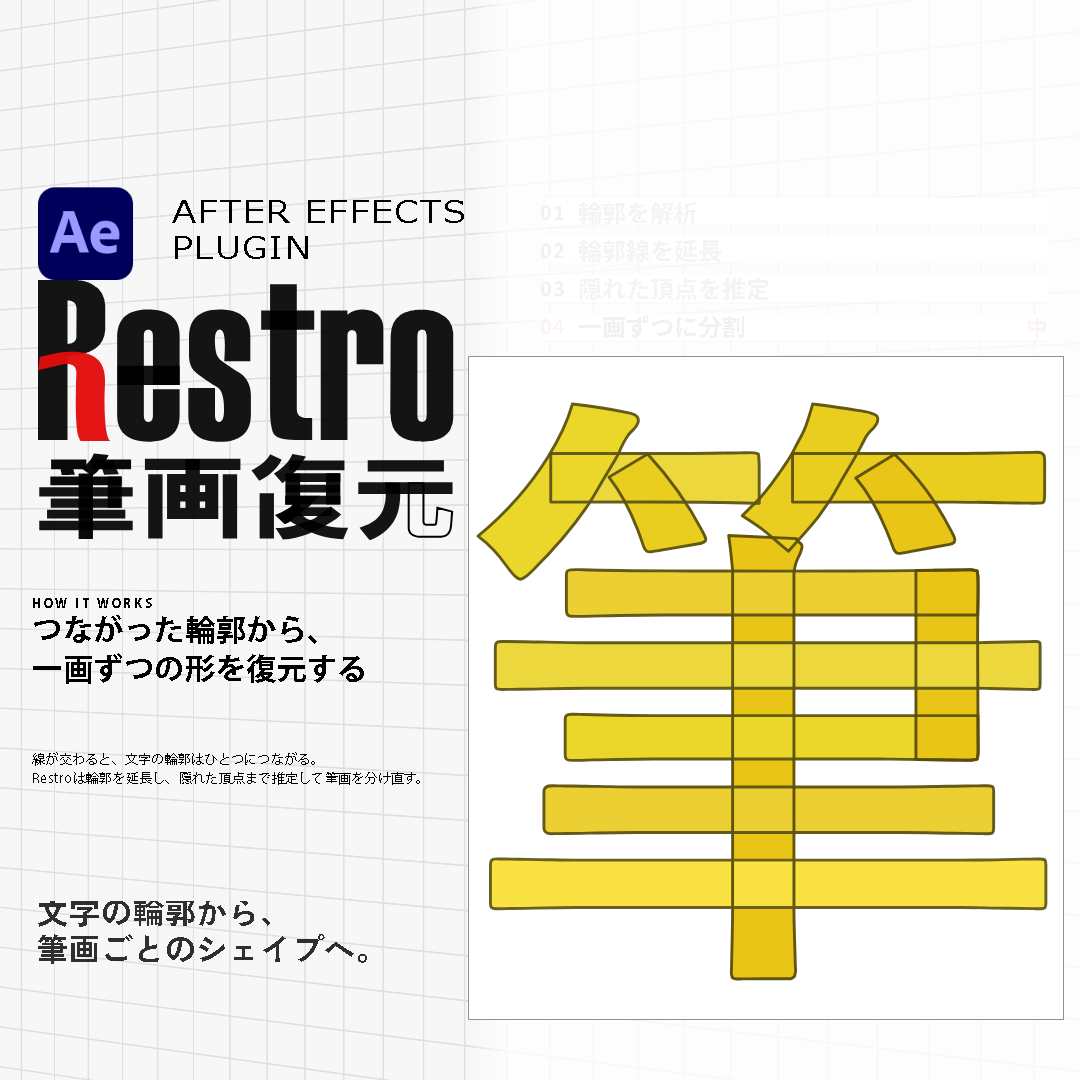 Ae
AFTER EFFECTS
PLUGIN
Restro
筆画復元
HOW IT WORKS
つながった輪郭から、
一画ずつの形を復元する
線が交わると、文字の輪郭はひとつにつながる。
Restroは輪郭を延長し、隠れた頂点まで推定して筆画を分け直す。
文字の輪郭から、
筆画ごとのシェイプへ。
01 輪郭を解析
02 輪郭線を延長
03 隠れた頂点を推定
04 一画ずつに分割 中
筆